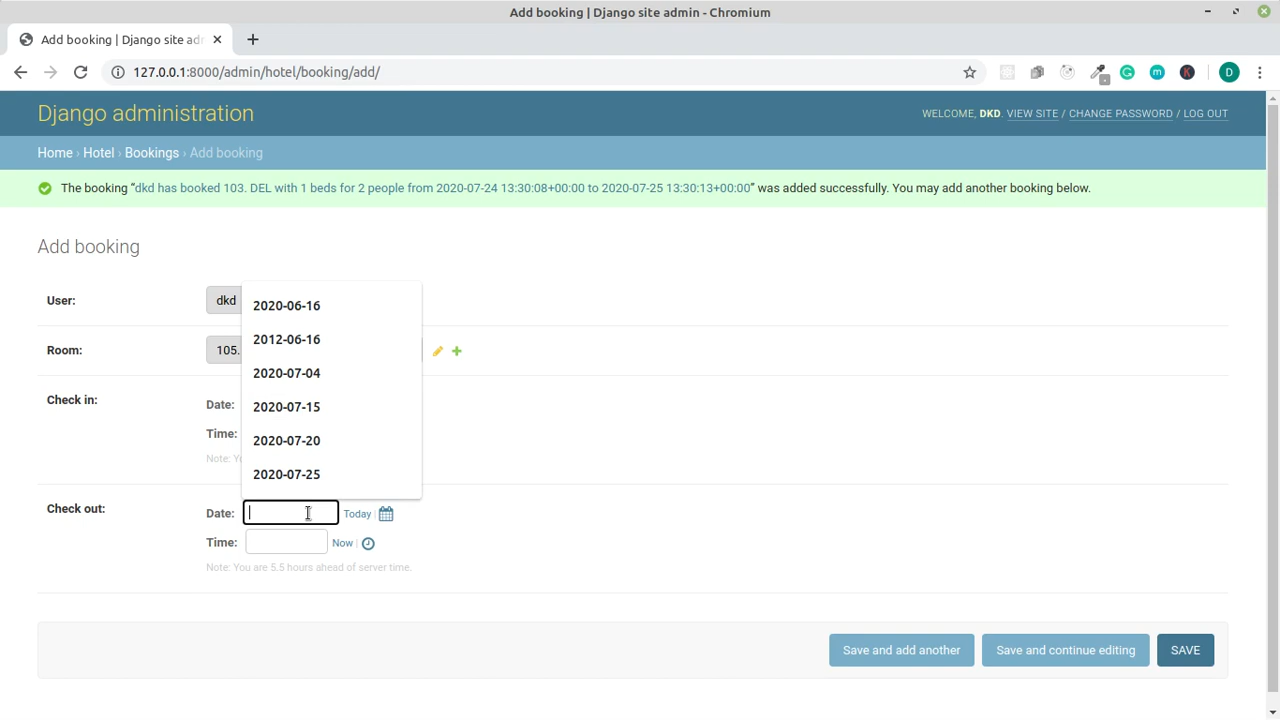 Add booking | Django site admin - Chromium
Add booking | Django site adm
127.0.0.1:8000/admin/hotel/booking/add/
D
Django administration
WELCOME, DKD. VIEW SITE / CHANGE PASSWORD / LOG OUT
Home › Hotel › Bookings › Add booking
The booking “dkd has booked 103. DEL with 1 beds for 2 people from 2020-07-24 13:30:08+00:00 to 2020-07-25 13:30:13+00:00” was added successfully. You may add another booking below.
Add booking
User: dkd
2020-06-16
2012-06-16
Room: 105.
2020-07-04
Check in: Date:
2020-07-15
Time:
2020-07-20
Note: Y
2020-07-25
Check out: Date: Today |
Time: Now |
Note: You are 5.5 hours ahead of server time.
Save and add another Save and continue editing SAVE